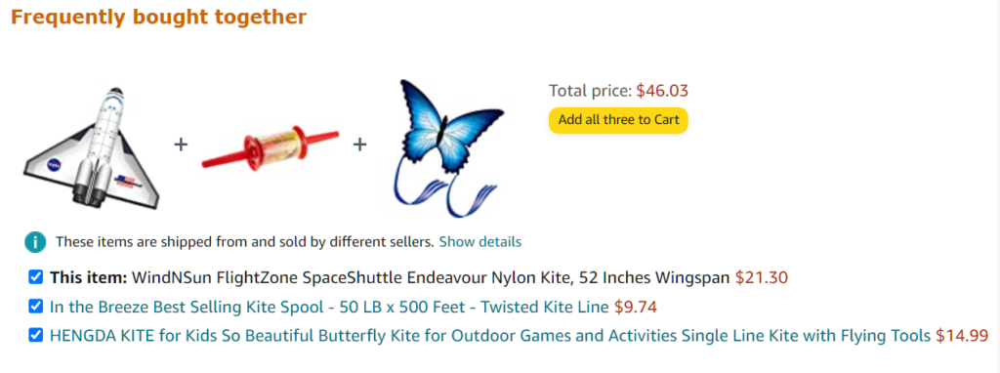 Frequently bought together
+
+
Total price: $46.03
Add all three to Cart
i These items are shipped from and sold by different sellers. Show details
This item: WindNSun FlightZone SpaceShuttle Endeavour Nylon Kite, 52 Inches Wingspan $21.30
In the Breeze Best Selling Kite Spool - 50 LB x 500 Feet - Twisted Kite Line $9.74
HENGDA KITE for Kids So Beautiful Butterfly Kite for Outdoor Games and Activities Single Line Kite with Flying Tools $14.99